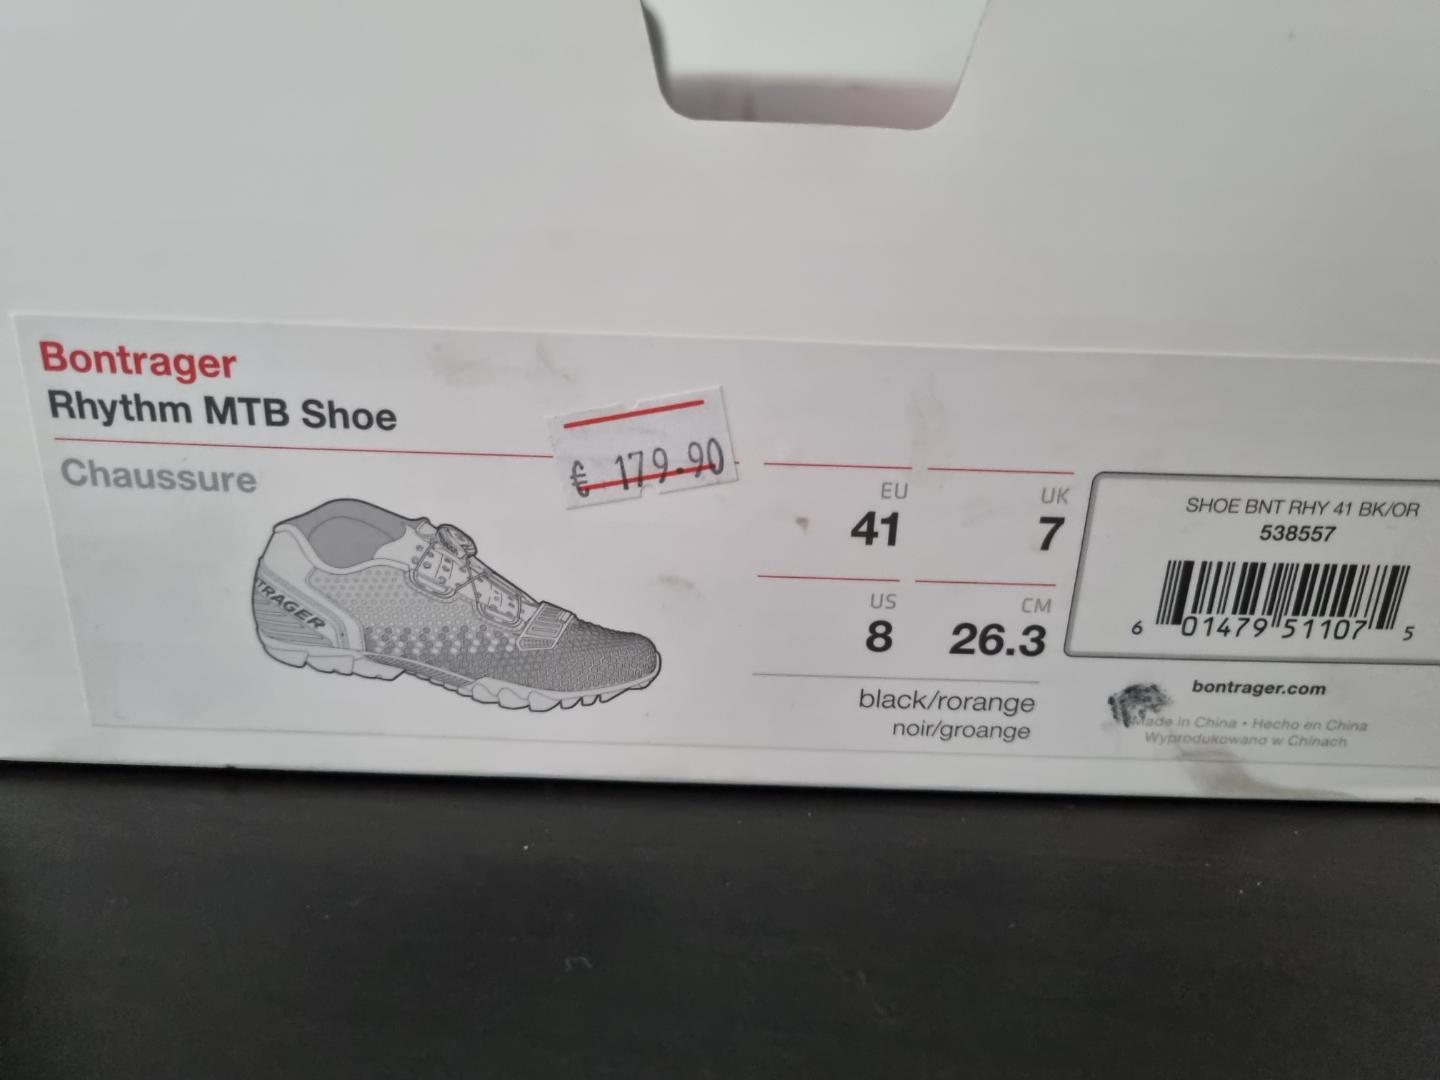 Bontrager
Rhythm MTB Shoe
Chaussure
€ 179.90
TRAGER
EU
41
UK
7
US
8
CM
26.3
black/rorange
noir/groange
SHOE BNT RHY 41 BK/OR
538557
6 01479 51107 5
bontrager.com
Made in China • Hecho en China
Wyprodukowano w Chinach